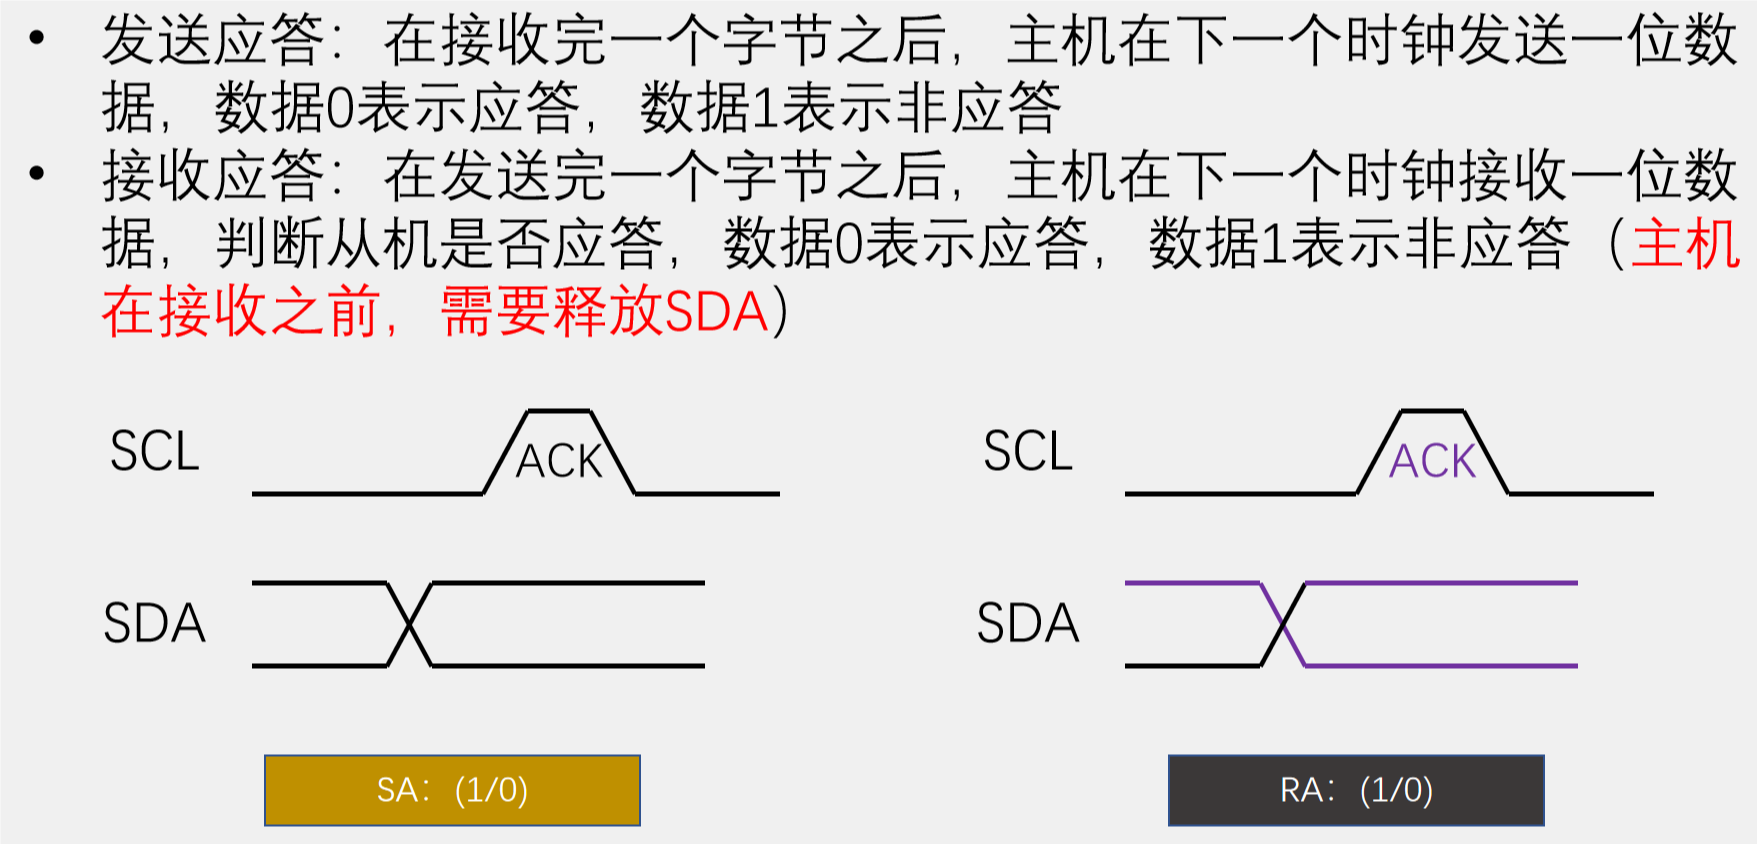 • 发送应答：在接收完一个字节之后，主机在下一个时钟发送一位数
据，数据0表示应答，数据1表示非应答
• 接收应答：在发送完一个字节之后，主机在下一个时钟接收一位数
据，判断从机是否应答，数据0表示应答，数据1表示非应答（主机
在接收之前，需要释放SDA）
SCL
ACK
SDA
SA：(1/0)
SCL
ACK
SDA
RA：(1/0)